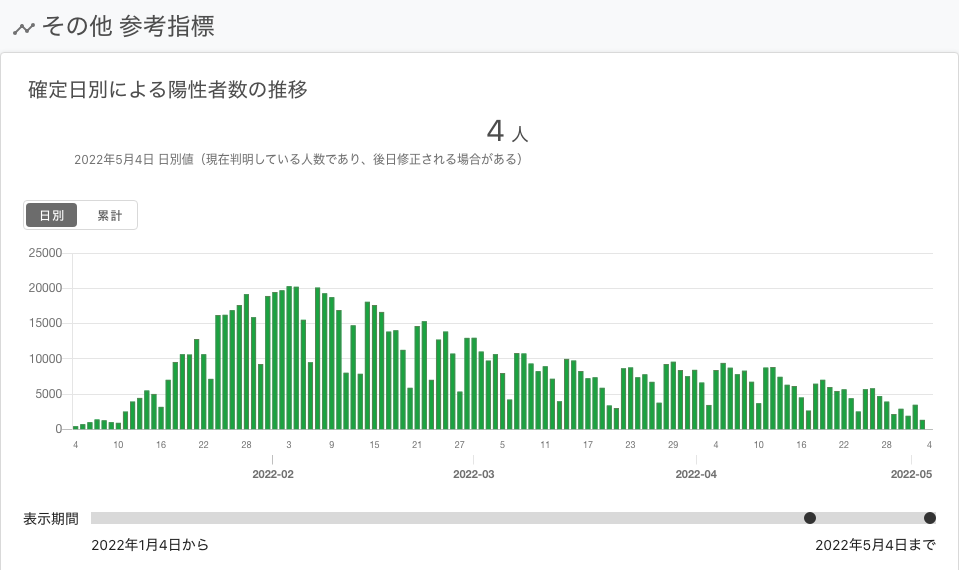 その他 参考指標
確定日別による陽性者数の推移
4 人
2022年5月4日 日別値（現在判明している人数であり、後日修正される場合がある）
日別 累計
25000
20000
15000
10000
5000
0
4 10 16 22 28 3 9 15 21 27 5 11 17 23 29 4 10 16 22 28 4
2022-02 2022-03 2022-04 2022-05
表示期間
2022年1月4日から 2022年5月4日まで